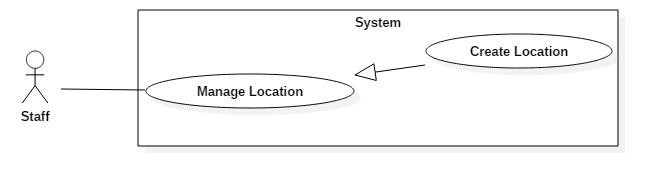 System
Create Location
Manage Location
Staff